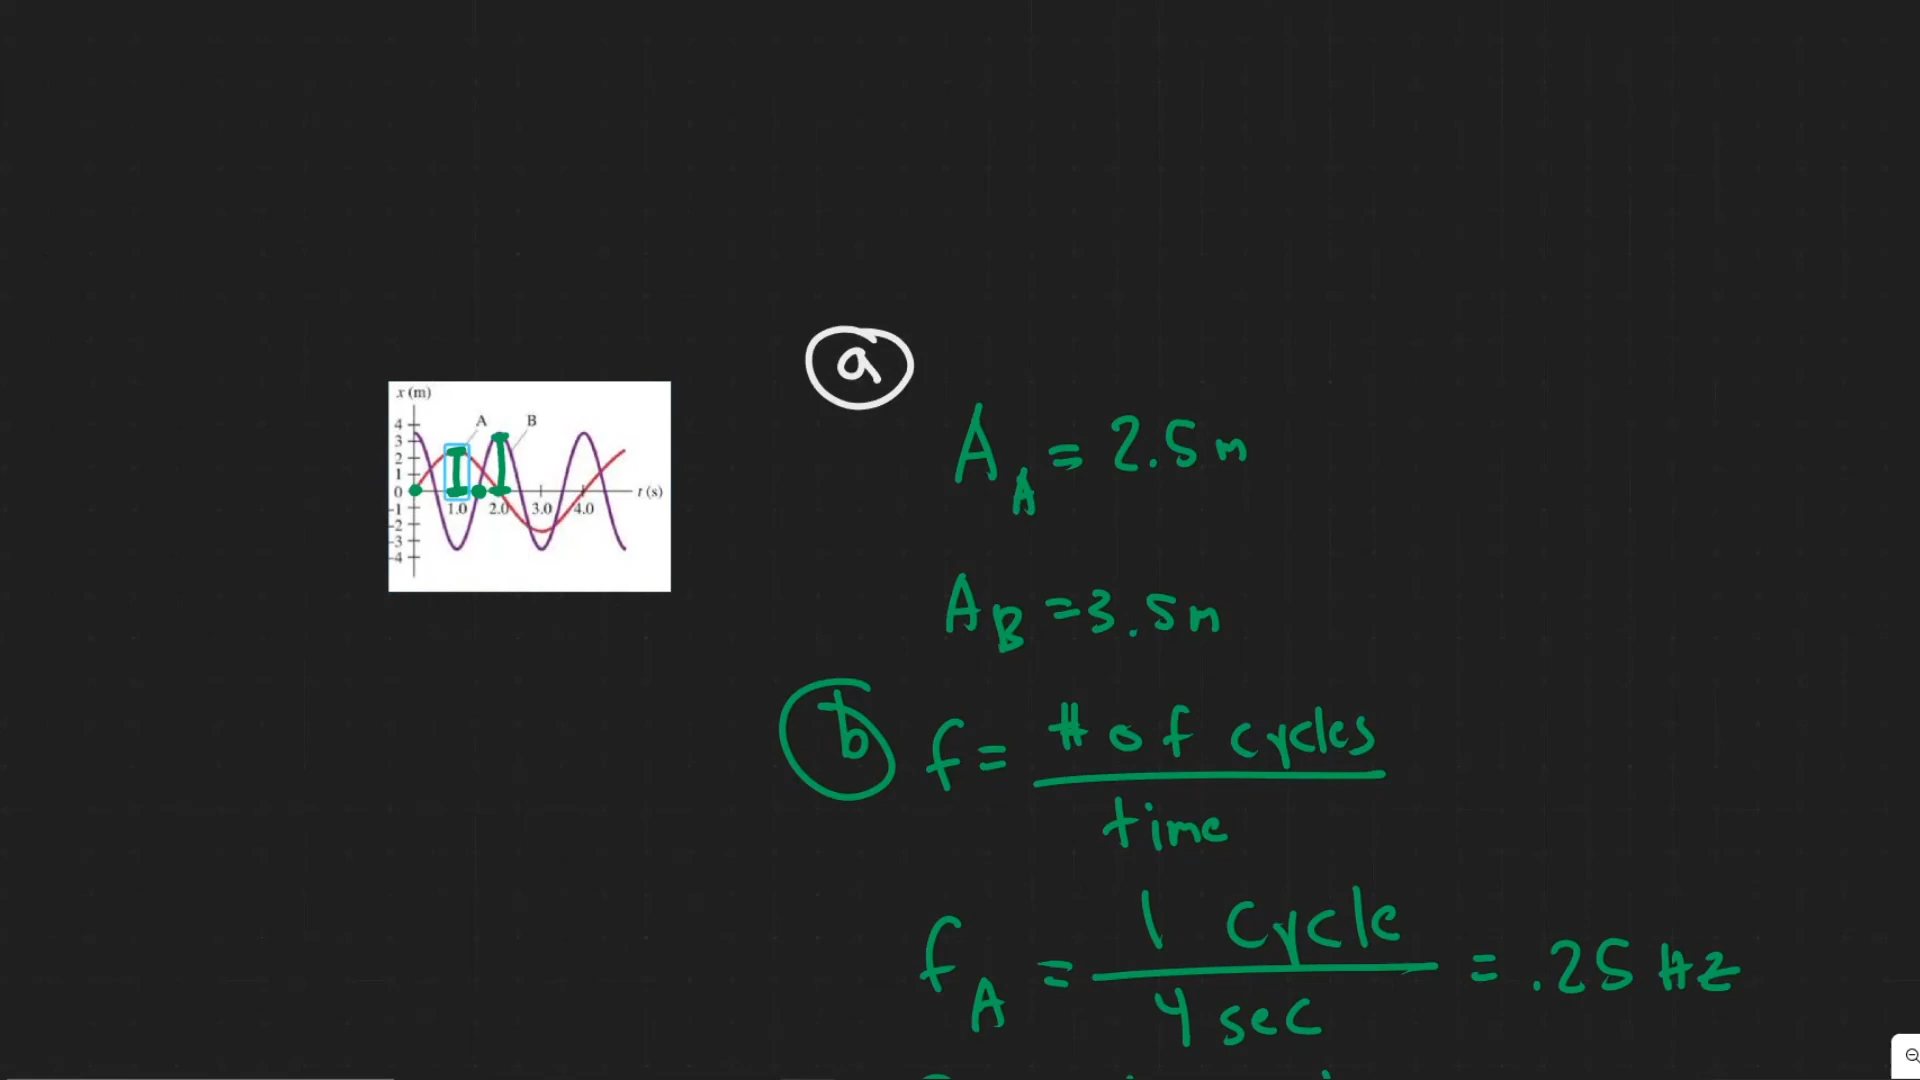 x (m)
A B
4
3
2
1
0
-1
-2
-3
-4
1.0 2.0 3.0 4.0
t (s)
a
A_A = 2.5 m
A_B = 3.5 m
b f = # of cycles / time
f_A = 1 cycle / 4 sec = .25 Hz